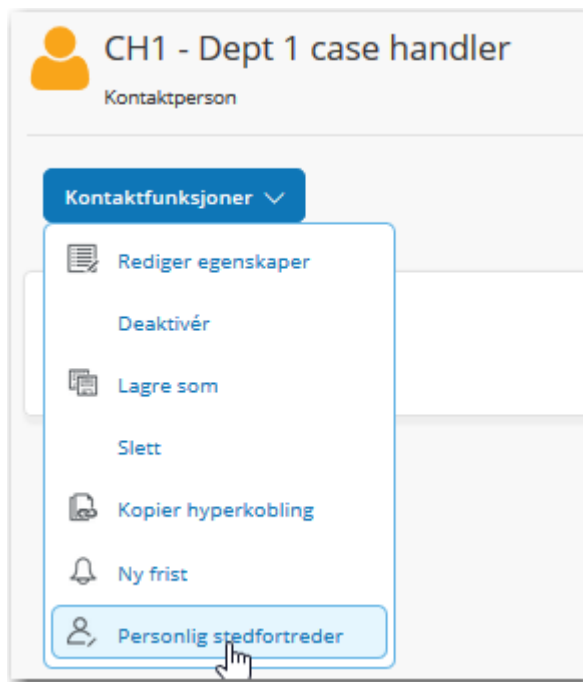 CH1 - Dept 1 case handler
Kontaktperson
Kontaktfunksjoner
Rediger egenskaper
Deaktivér
Lagre som
Slett
Kopier hyperkobling
Ny frist
Personlig stedfortreder